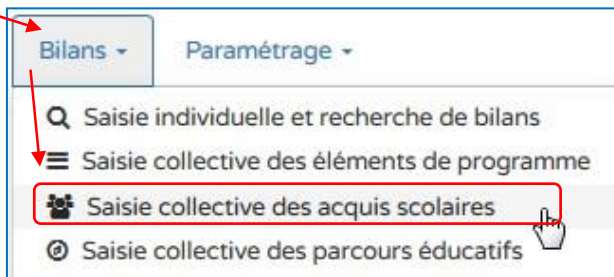 Bilans Paramétrage
Saisie individuelle et recherche de bilans
Saisie collective des éléments de programme
Saisie collective des acquis scolaires
Saisie collective des parcours éducatifs